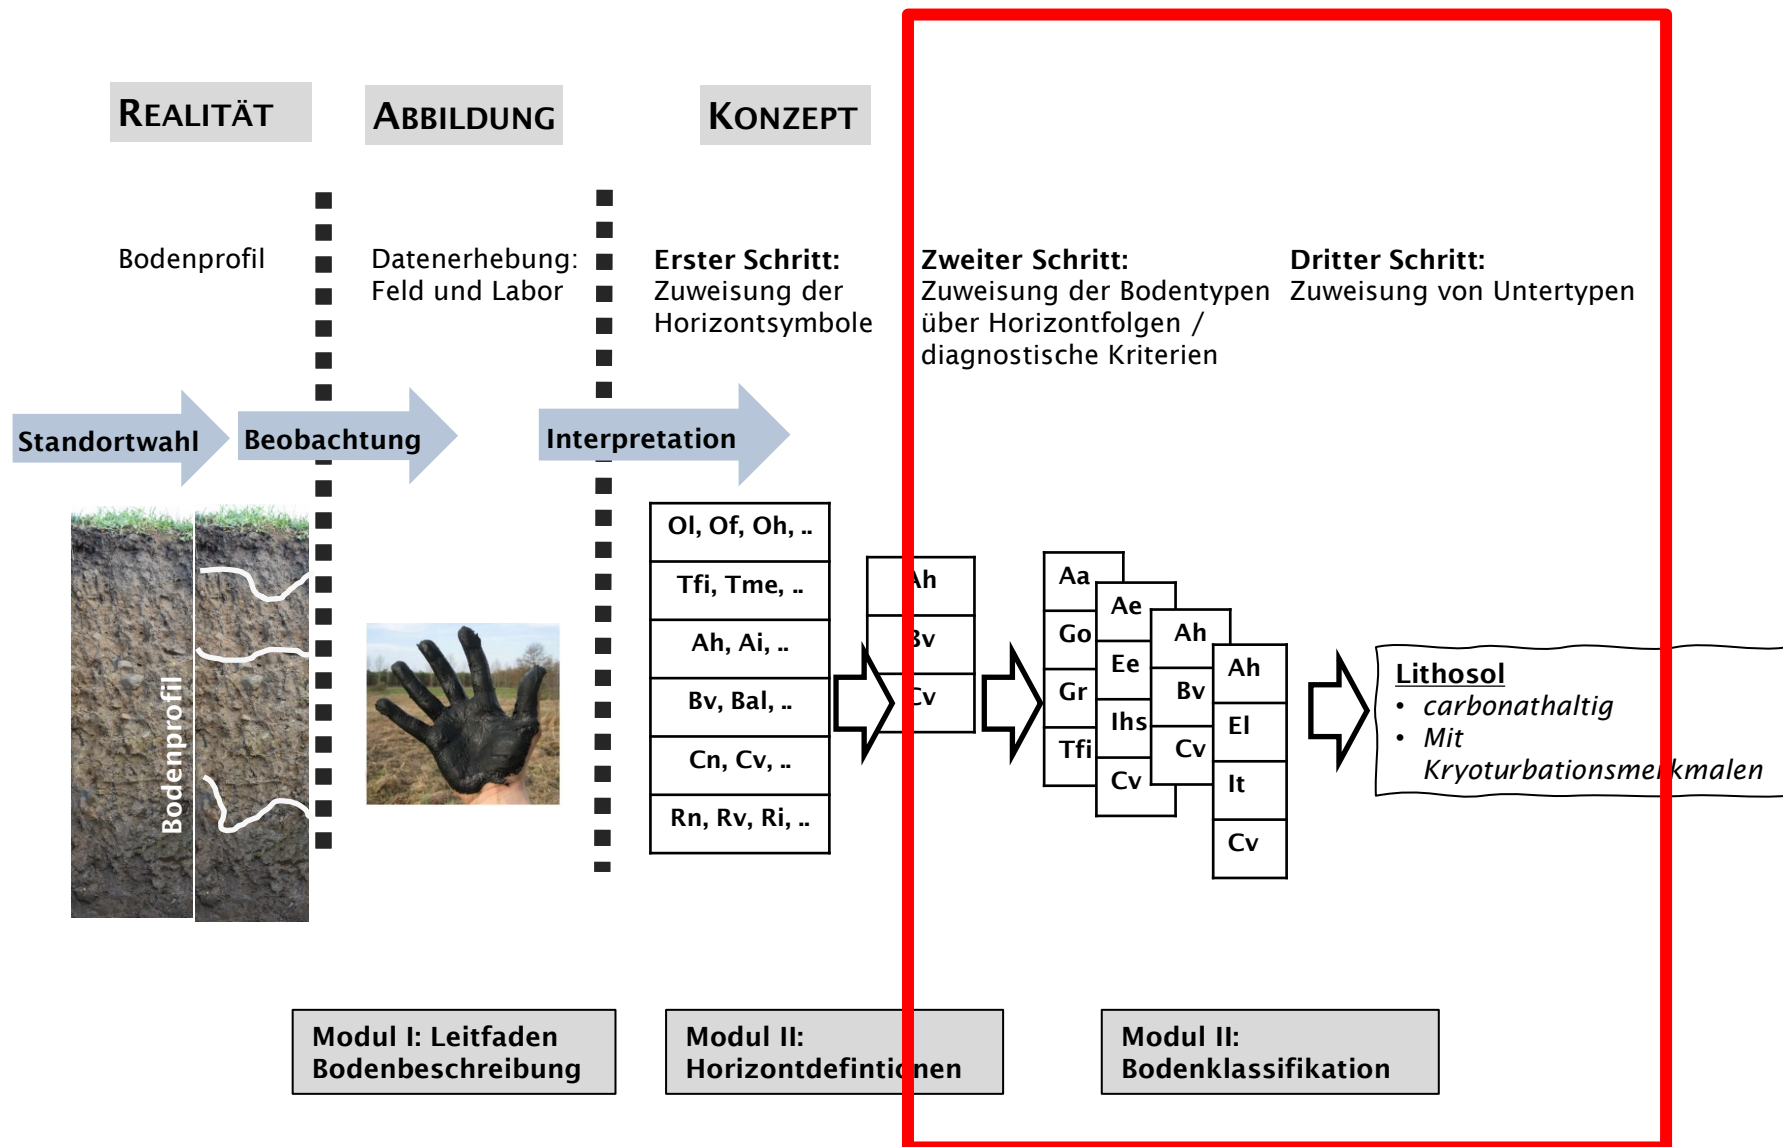 REALITÄT
ABBILDUNG
KONZEPT
Bodenprofil
Datenerhebung:
Feld und Labor
Erster Schritt:
Zuweisung der
Horizontsymbole
Zweiter Schritt:
Zuweisung der Bodentypen
über Horizontfolgen /
diagnostische Kriterien
Dritter Schritt:
Zuweisung von Untertypen
Standortwahl
Beobachtung
Interpretation
Bodenprofil
Ol, Of, Oh, ..
Tfi, Tme, ..
Ah, Ai, ..
Bv, Bal, ..
Cn, Cv, ..
Rn, Rv, Ri, ..
Ah
Bv
Cv
Aa
Go
Gr
Tfi
Ae
Ee
Ihs
Cv
Ah
Bv
Cv
Ah
El
It
Cv
Lithosol
• carbonathaltig
• Mit
Kryoturbationsmerkmalen
Modul I: Leitfaden
Bodenbeschreibung
Modul II:
Horizontdefintionen
Modul II:
Bodenklassifikation